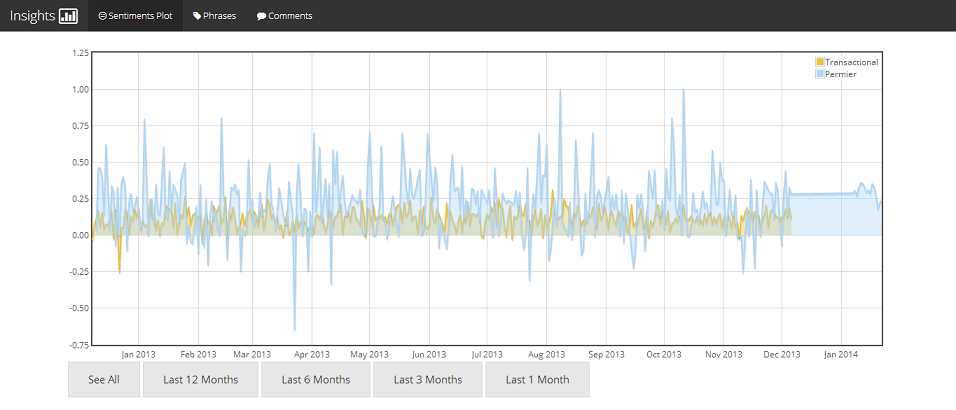 Insights Sentiments Plot Phrases Comments
1.25
Transactional
Permier
1.00
0.75
0.50
0.25
0.00
-0.25
-0.50
-0.75
Jan 2013 Feb 2013 Mar 2013 Apr 2013 May 2013 Jun 2013 Jul 2013 Aug 2013 Sep 2013 Oct 2013 Nov 2013 Dec 2013 Jan 2014
See All Last 12 Months Last 6 Months Last 3 Months Last 1 Month